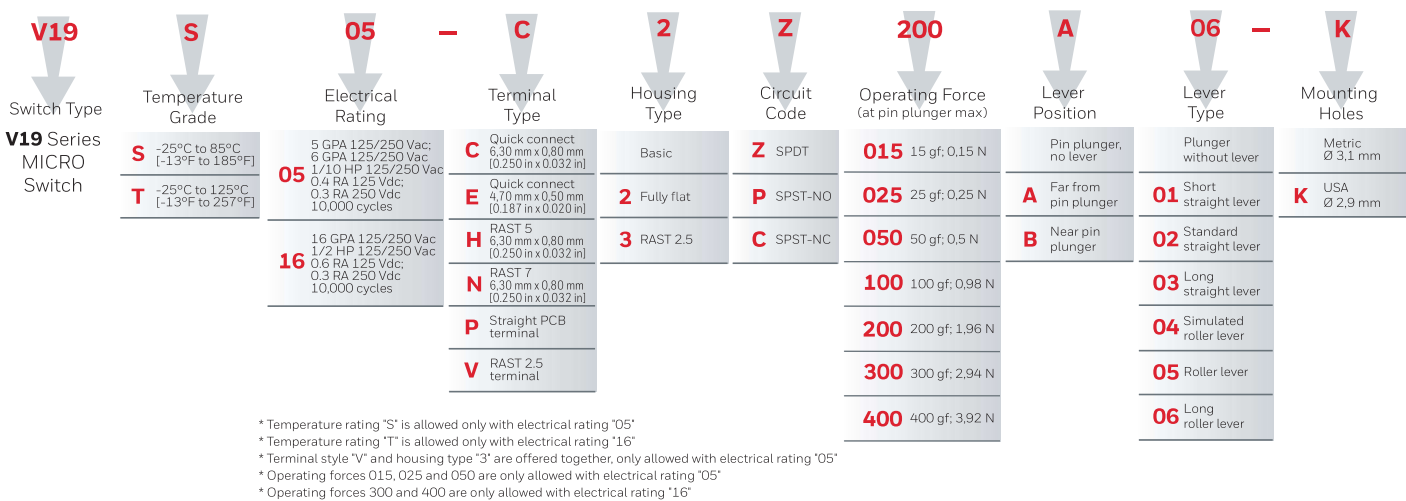 V19 S 05 – C 2 Z 200 A 06 – K
Switch Type
V19 Series
MICRO
Switch
Temperature
Grade
S -25°C to 85°C
[-13°F to 185°F]
T -25°C to 125°C
[-13°F to 257°F]
Electrical
Rating
05
5 GPA 125/250 Vac;
6 GPA 125/250 Vac
1/10 HP 125/250 Vac
0.4 RA 125 Vdc;
0.3 RA 250 Vdc
10,000 cycles
16
16 GPA 125/250 Vac
1/2 HP 125/250 Vac
0.6 RA 125 Vdc;
0.3 RA 250 Vdc
10,000 cycles
Terminal
Type
C Quick connect
6,30 mm x 0,80 mm
[0.250 in x 0.032 in]
E Quick connect
4,70 mm x 0,50 mm
[0.187 in x 0.020 in]
H RAST 5
6,30 mm x 0,80 mm
[0.250 in x 0.032 in]
N RAST 7
6,30 mm x 0,80 mm
[0.250 in x 0.032 in]
P Straight PCB
terminal
V RAST 2.5
terminal
Housing
Type
Basic
2 Fully flat
3 RAST 2.5
Circuit
Code
Z SPDT
P SPST-NO
C SPST-NC
Operating Force
(at pin plunger max)
015 15 gf; 0,15 N
025 25 gf; 0,25 N
050 50 gf; 0,5 N
100 100 gf; 0,98 N
200 200 gf; 1,96 N
300 300 gf; 2,94 N
400 400 gf; 3,92 N
Lever
Position
Pin plunger,
no lever
A Far from
pin plunger
B Near pin
plunger
Lever
Type
Plunger
without lever
01 Short
straight lever
02 Standard
straight lever
03 Long
straight lever
04 Simulated
roller lever
05 Roller lever
06 Long
roller lever
Mounting
Holes
Metric
Ø 3,1 mm
K USA
Ø 2,9 mm
* Temperature rating "S" is allowed only with electrical rating "05"
* Temperature rating "T" is allowed only with electrical rating "16"
* Terminal style "V" and housing type "3" are offered together, only allowed with electrical rating "05"
* Operating forces 015, 025 and 050 are only allowed with electrical rating "05"
* Operating forces 300 and 400 are only allowed with electrical rating "16"